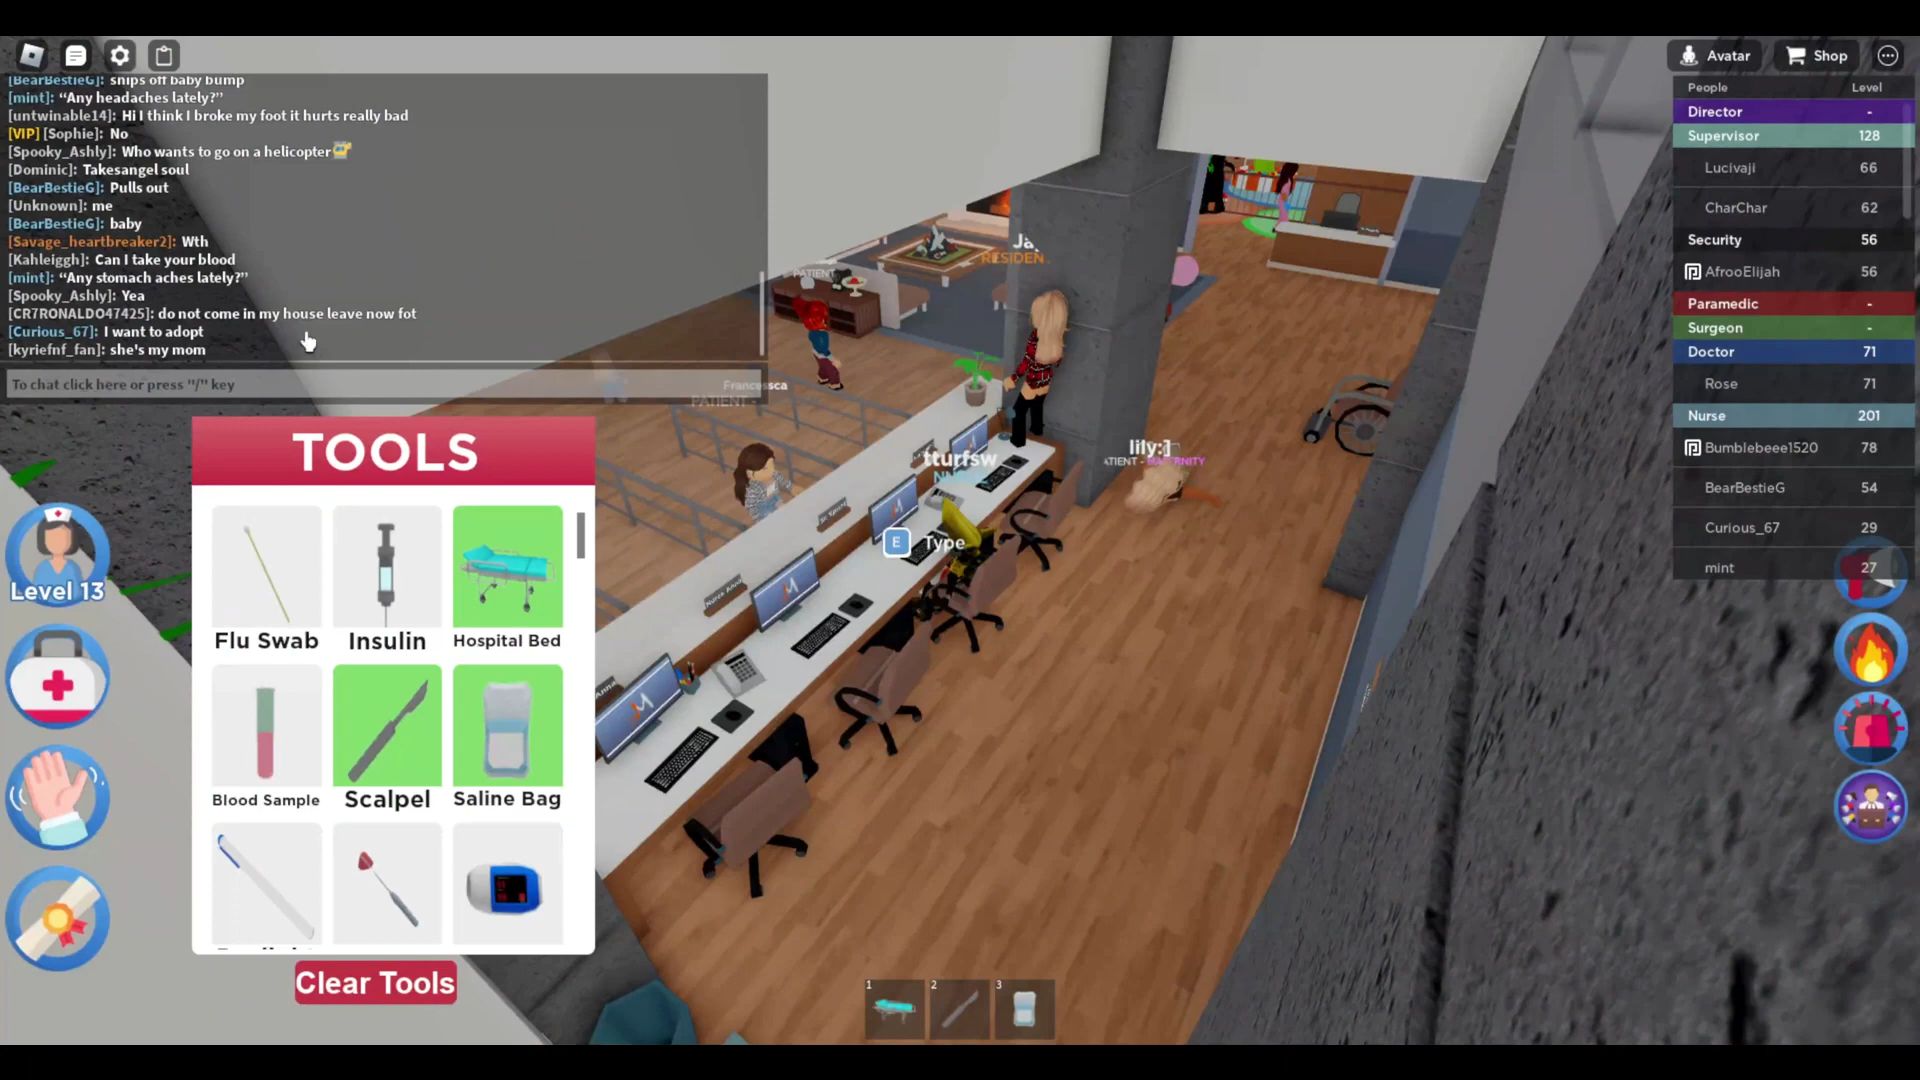 Avatar
Shop
[BearBestieG]: snips off baby bump
[mint]: “Any headaches lately?”
[untwinable14]: Hi I think I broke my foot it hurts really bad
[VIP] [Sophie]: No
[Spooky_Ashly]: Who wants to go on a helicopter
[Dominic]: Takesangel soul
[BearBestieG]: Pulls out
[Unknown]: me
[BearBestieG]: baby
[Savage_heartbreaker2]: Wth
[Kahleiggh]: Can I take your blood
[mint]: “Any stomach aches lately?”
[Spooky_Ashly]: Yea
[CR7RONALDO47425]: do not come in my house leave now fot
[Curious_67]: I want to adopt
[kyriefnf_fan]: she's my mom
To chat click here or press "/" key
People Level
Director -
Supervisor 128
Lucivaji 66
CharChar 62
Security 56
AfrooElijah 56
Paramedic -
Surgeon -
Doctor 71
Rose 71
Nurse 201
Bumblebeee1520 78
BearBestieG 54
Curious_67 29
mint 27
RESIDEN
PATIENT
Francessca
PATIENT -
tturfsw
lily:]
E Type
TOOLS
Flu Swab
Insulin
Hospital Bed
Blood Sample
Scalpel
Saline Bag
Clear Tools
Level 13
1
2
3